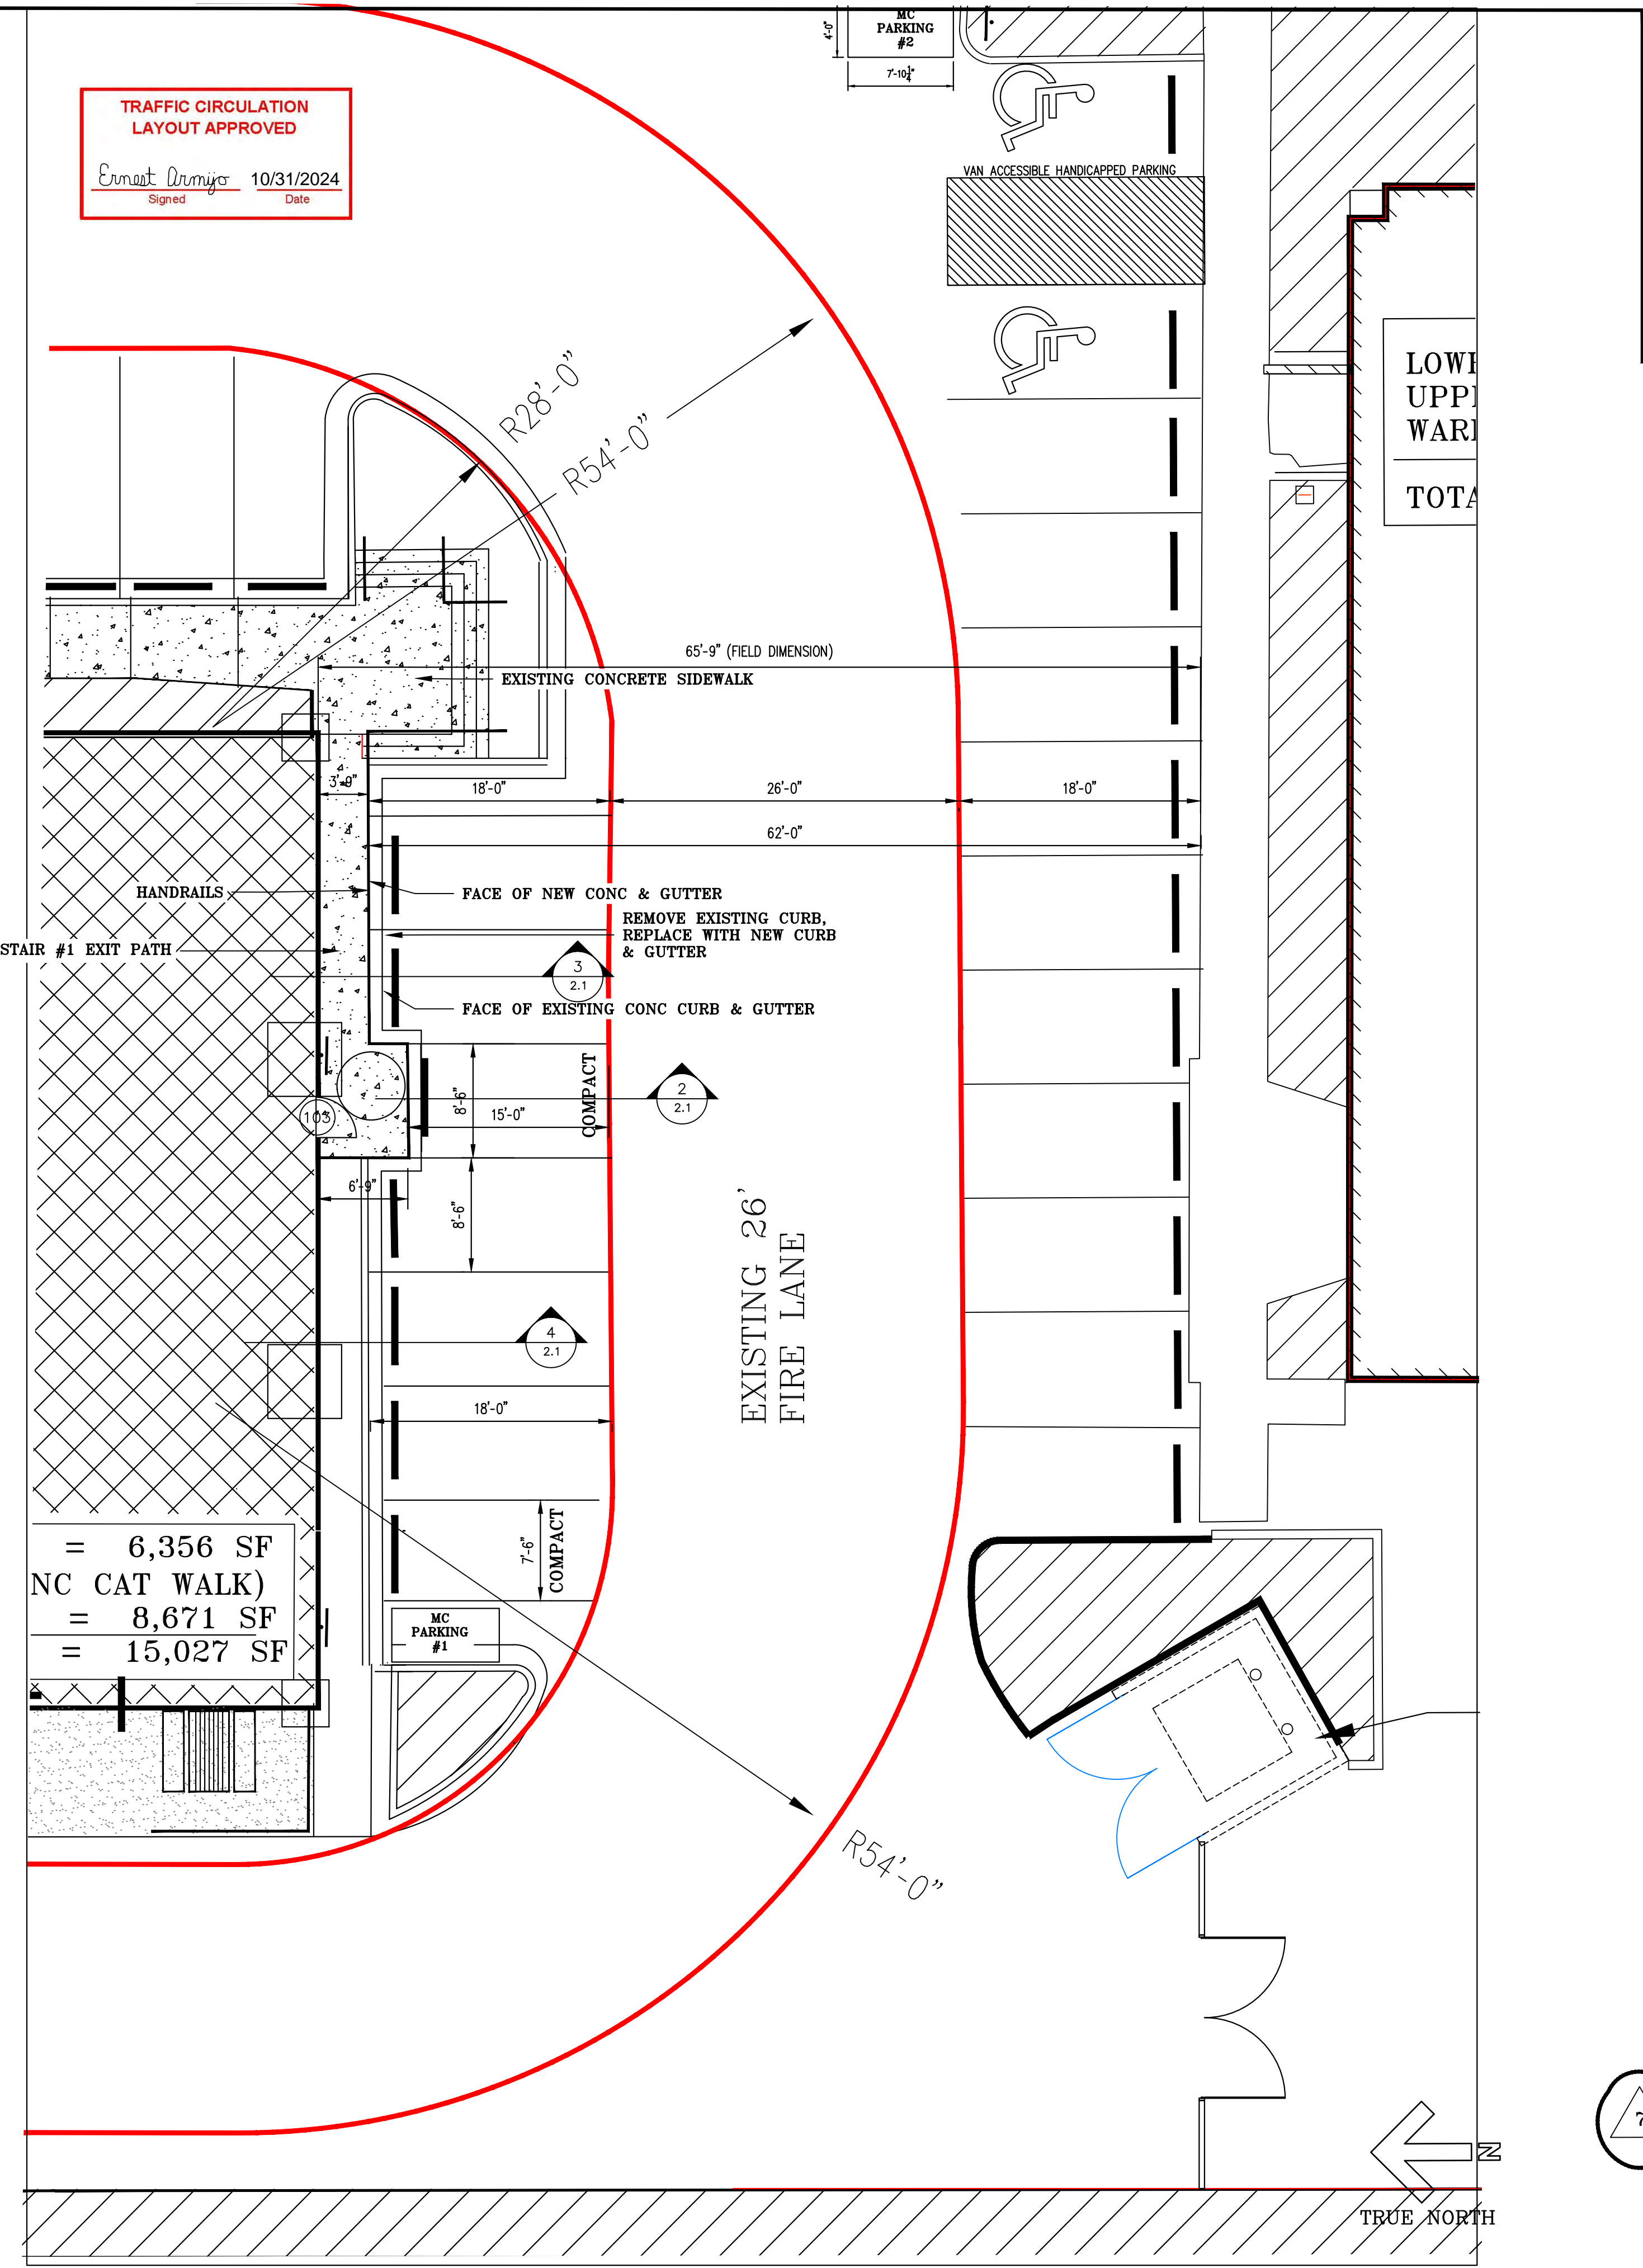 MC
PARKING
#2
4'-0"
7'-10¼"
TRAFFIC CIRCULATION
LAYOUT APPROVED
Ernest Armijo 10/31/2024
Signed Date
VAN ACCESSIBLE HANDICAPPED PARKING
R28'-0"
R54'-0"
TOTA
65'-9" (FIELD DIMENSION)
EXISTING CONCRETE SIDEWALK
3'-9"
18'-0"
26'-0"
18'-0"
62'-0"
HANDRAILS
FACE OF NEW CONC & GUTTER
REMOVE EXISTING CURB,
REPLACE WITH NEW CURB
& GUTTER
STAIR #1 EXIT PATH
3
2.1
FACE OF EXISTING CONC CURB & GUTTER
COMPACT
8'-6"
2
2.1
103
15'-0"
6'-9"
8'-6"
EXISTING 26'
FIRE LANE
4
2.1
18'-0"
7'-6"
COMPACT
= 6,356 SF
NC CAT WALK)
= 8,671 SF
= 15,027 SF
MC
PARKING
#1
R54'-0"
N
TRUE NORTH